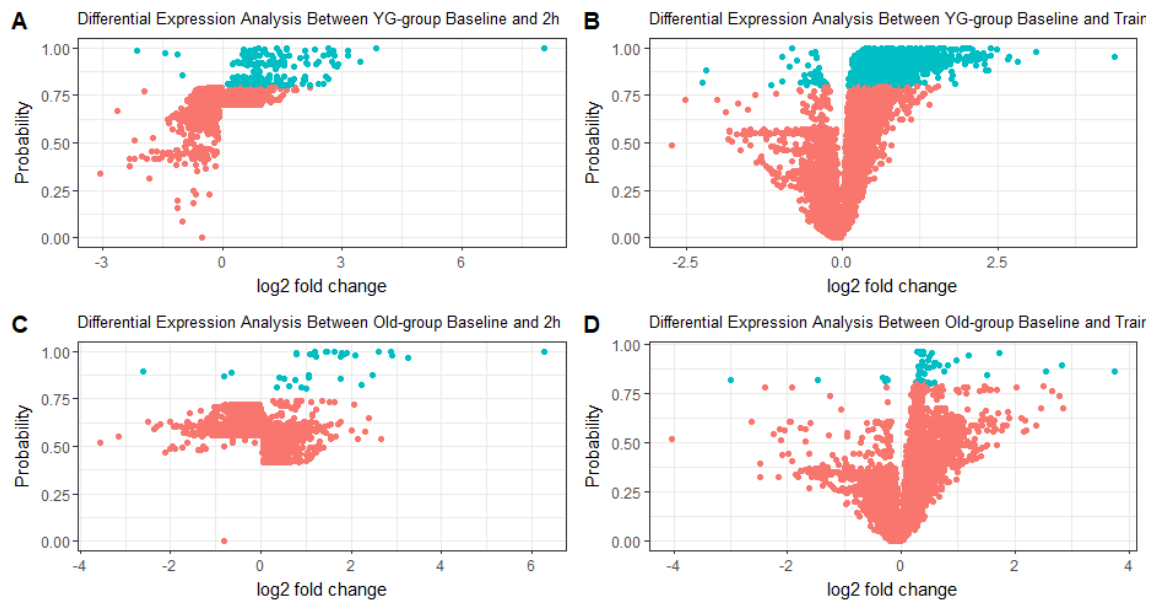 A Differential Expression Analysis Between YG-group Baseline and 2h
1.00
0.75
0.50
0.25
0.00
Probability
-3 0 3 6
log2 fold change
B Differential Expression Analysis Between YG-group Baseline and Train
1.00
0.75
0.50
0.25
0.00
Probability
-2.5 0.0 2.5
log2 fold change
C Differential Expression Analysis Between Old-group Baseline and 2h
1.00
0.75
0.50
0.25
0.00
Probability
-4 -2 0 2 4 6
log2 fold change
D Differential Expression Analysis Between Old-group Baseline and Train
1.00
0.75
0.50
0.25
0.00
Probability
-4 -2 0 2 4
log2 fold change